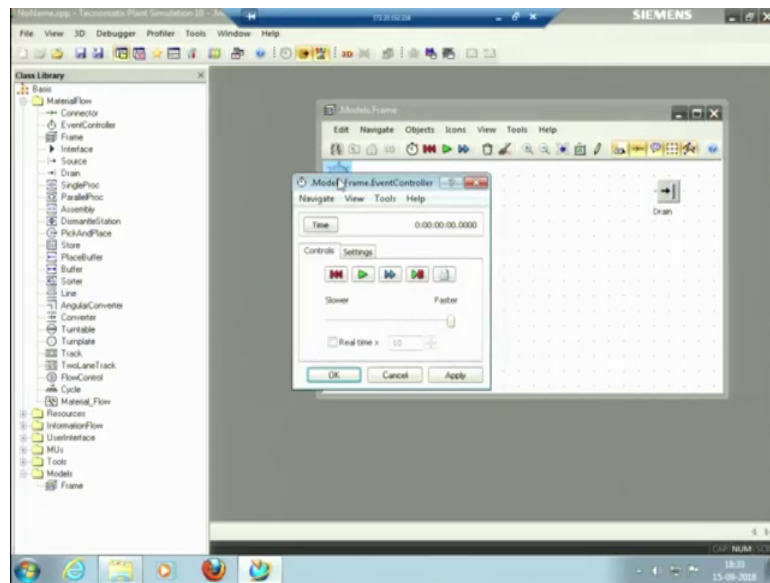 NoName.spp - Tecnomatix Plant Simulation 10 -
SIEMENS
File View 3D Debugger Profiler Tools Window Help
3D
Class Library
Basis
MaterialFlow
Connector
EventController
Frame
Interface
Source
Drain
SingleProc
ParallelProc
Assembly
DismantleStation
PickAndPlace
Store
PlaceBuffer
Buffer
Sorter
Line
AngularConverter
Converter
Turntable
Turnplate
Track
TwoLaneTrack
FlowControl
Cycle
Material_Flow
Resources
InformationFlow
UserInterface
MUs
Tools
Models
Frame
.Models.Frame
Edit Navigate Objects Icons View Tools Help
Drain
.Models.Frame.EventController
Navigate View Tools Help
Time 0:00:00:00.0000
Controls Settings
Slower Faster
Real time x 10
OK Cancel Apply
CAP NUM
18:33
15-09-2018